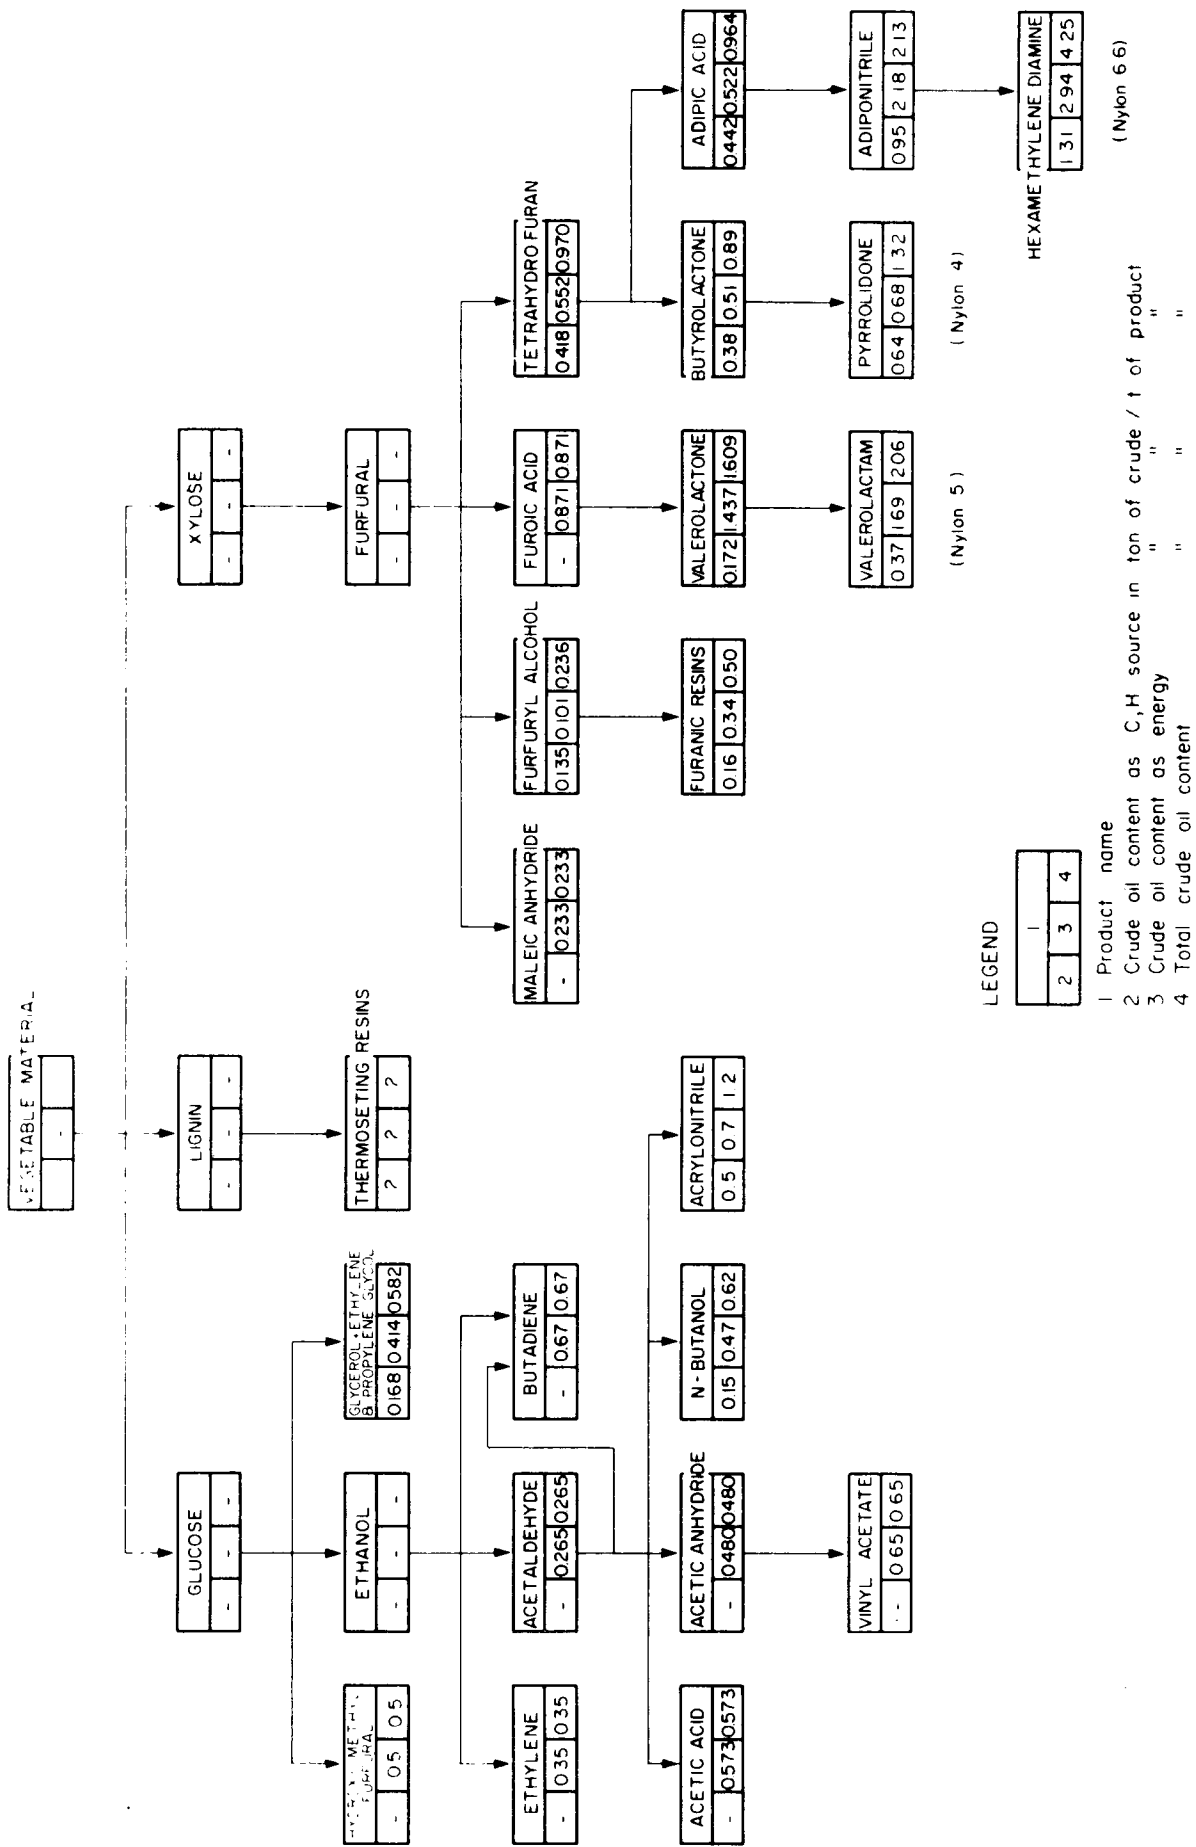 VEGETABLE MATERIAL
-
GLUCOSE
- - -
LIGNIN
- - -
XYLOSE
- - -
FURFURAL
0.5 0.5
ETHANOL
- - -
GLYCEROL + ETHYLENE
& PROPYLENE GLYCOL
0.168 0.414 0.582
THERMOSETING RESINS
? ? ?
FURFURAL
- - -
ETHYLENE
- 0.35 0.35
ACETALDEHYDE
- 0.265 0.265
BUTADIENE
- 0.67 0.67
MALEIC ANHYDRIDE
- 0.233 0.233
FURFURYL ALCOHOL
0.135 0.101 0.236
FUROIC ACID
- 0.871 0.871
TETRAHYDRO FURAN
0.418 0.552 0.970
ACETIC ACID
- 0.573 0.573
ACETIC ANHYDRIDE
- 0.480 0.480
N-BUTANOL
0.15 0.47 0.62
ACRYLONITRILE
0.5 0.7 1.2
FURANIC RESINS
0.16 0.34 0.50
VALEROLACTONE
0.172 1.437 1.609
BUTYROLACTONE
0.38 0.51 0.89
ADIPIC ACID
0.442 0.522 0.964
VINYL ACETATE
- 0.65 0.65
VALEROLACTAM
0.37 1.69 2.06
(Nylon 5)
PYRROLIDONE
0.64 0.68 1.32
(Nylon 4)
ADIPONITRILE
0.95 2.18 2.13
HEXAMETHYLENE DIAMINE
1.31 2.94 4.25
(Nylon 6 6)
LEGEND
1
2 3 4
1 Product name
2 Crude oil content as C,H source in ton of crude / t of product
3 Crude oil content as energy " " "
4 Total crude oil content " "